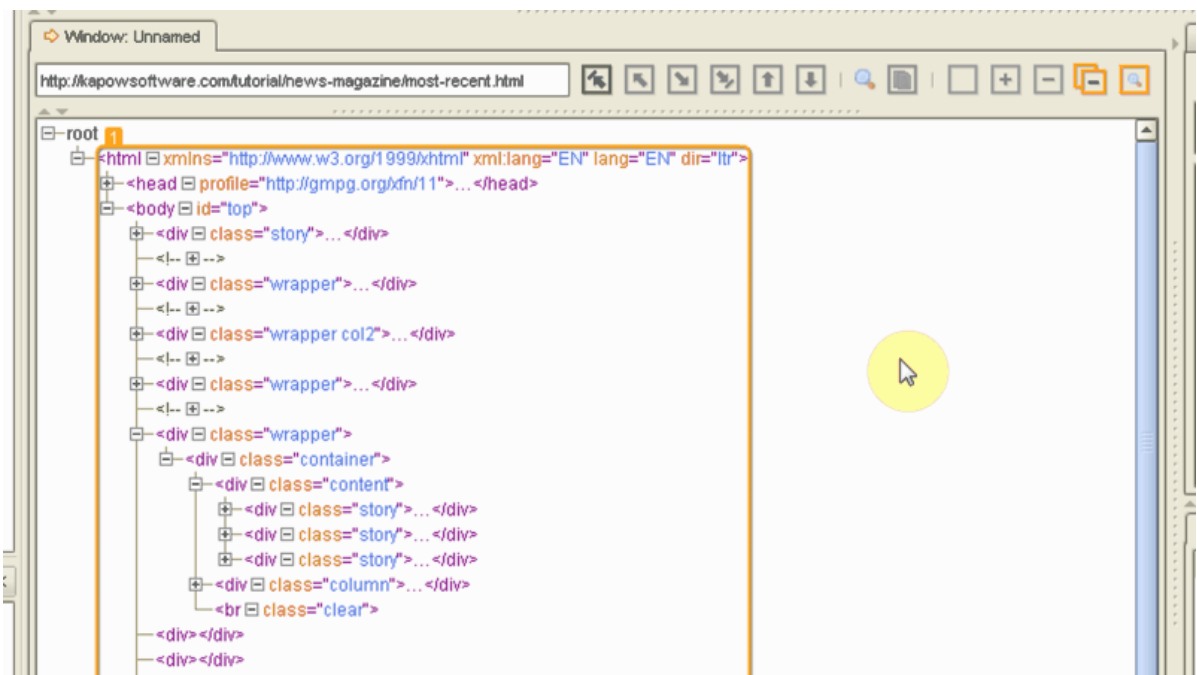 Window: Unnamed
http://kapowsoftware.com/tutorial/news-magazine/most-recent.html
root
1
<html xmlns="http://www.w3.org/1999/xhtml" xml:lang="EN" lang="EN" dir="ltr">
<head profile="http://gmpg.org/xfn/11">...</head>
<body id="top">
<div class="story">...</div>
<!-- -->
<div class="wrapper">...</div>
<!-- -->
<div class="wrapper col2">...</div>
<!-- -->
<div class="wrapper">...</div>
<!-- -->
<div class="wrapper">
<div class="container">
<div class="content">
<div class="story">...</div>
<div class="story">...</div>
<div class="story">...</div>
<div class="column">...</div>
<br class="clear">
<div></div>
<div></div>